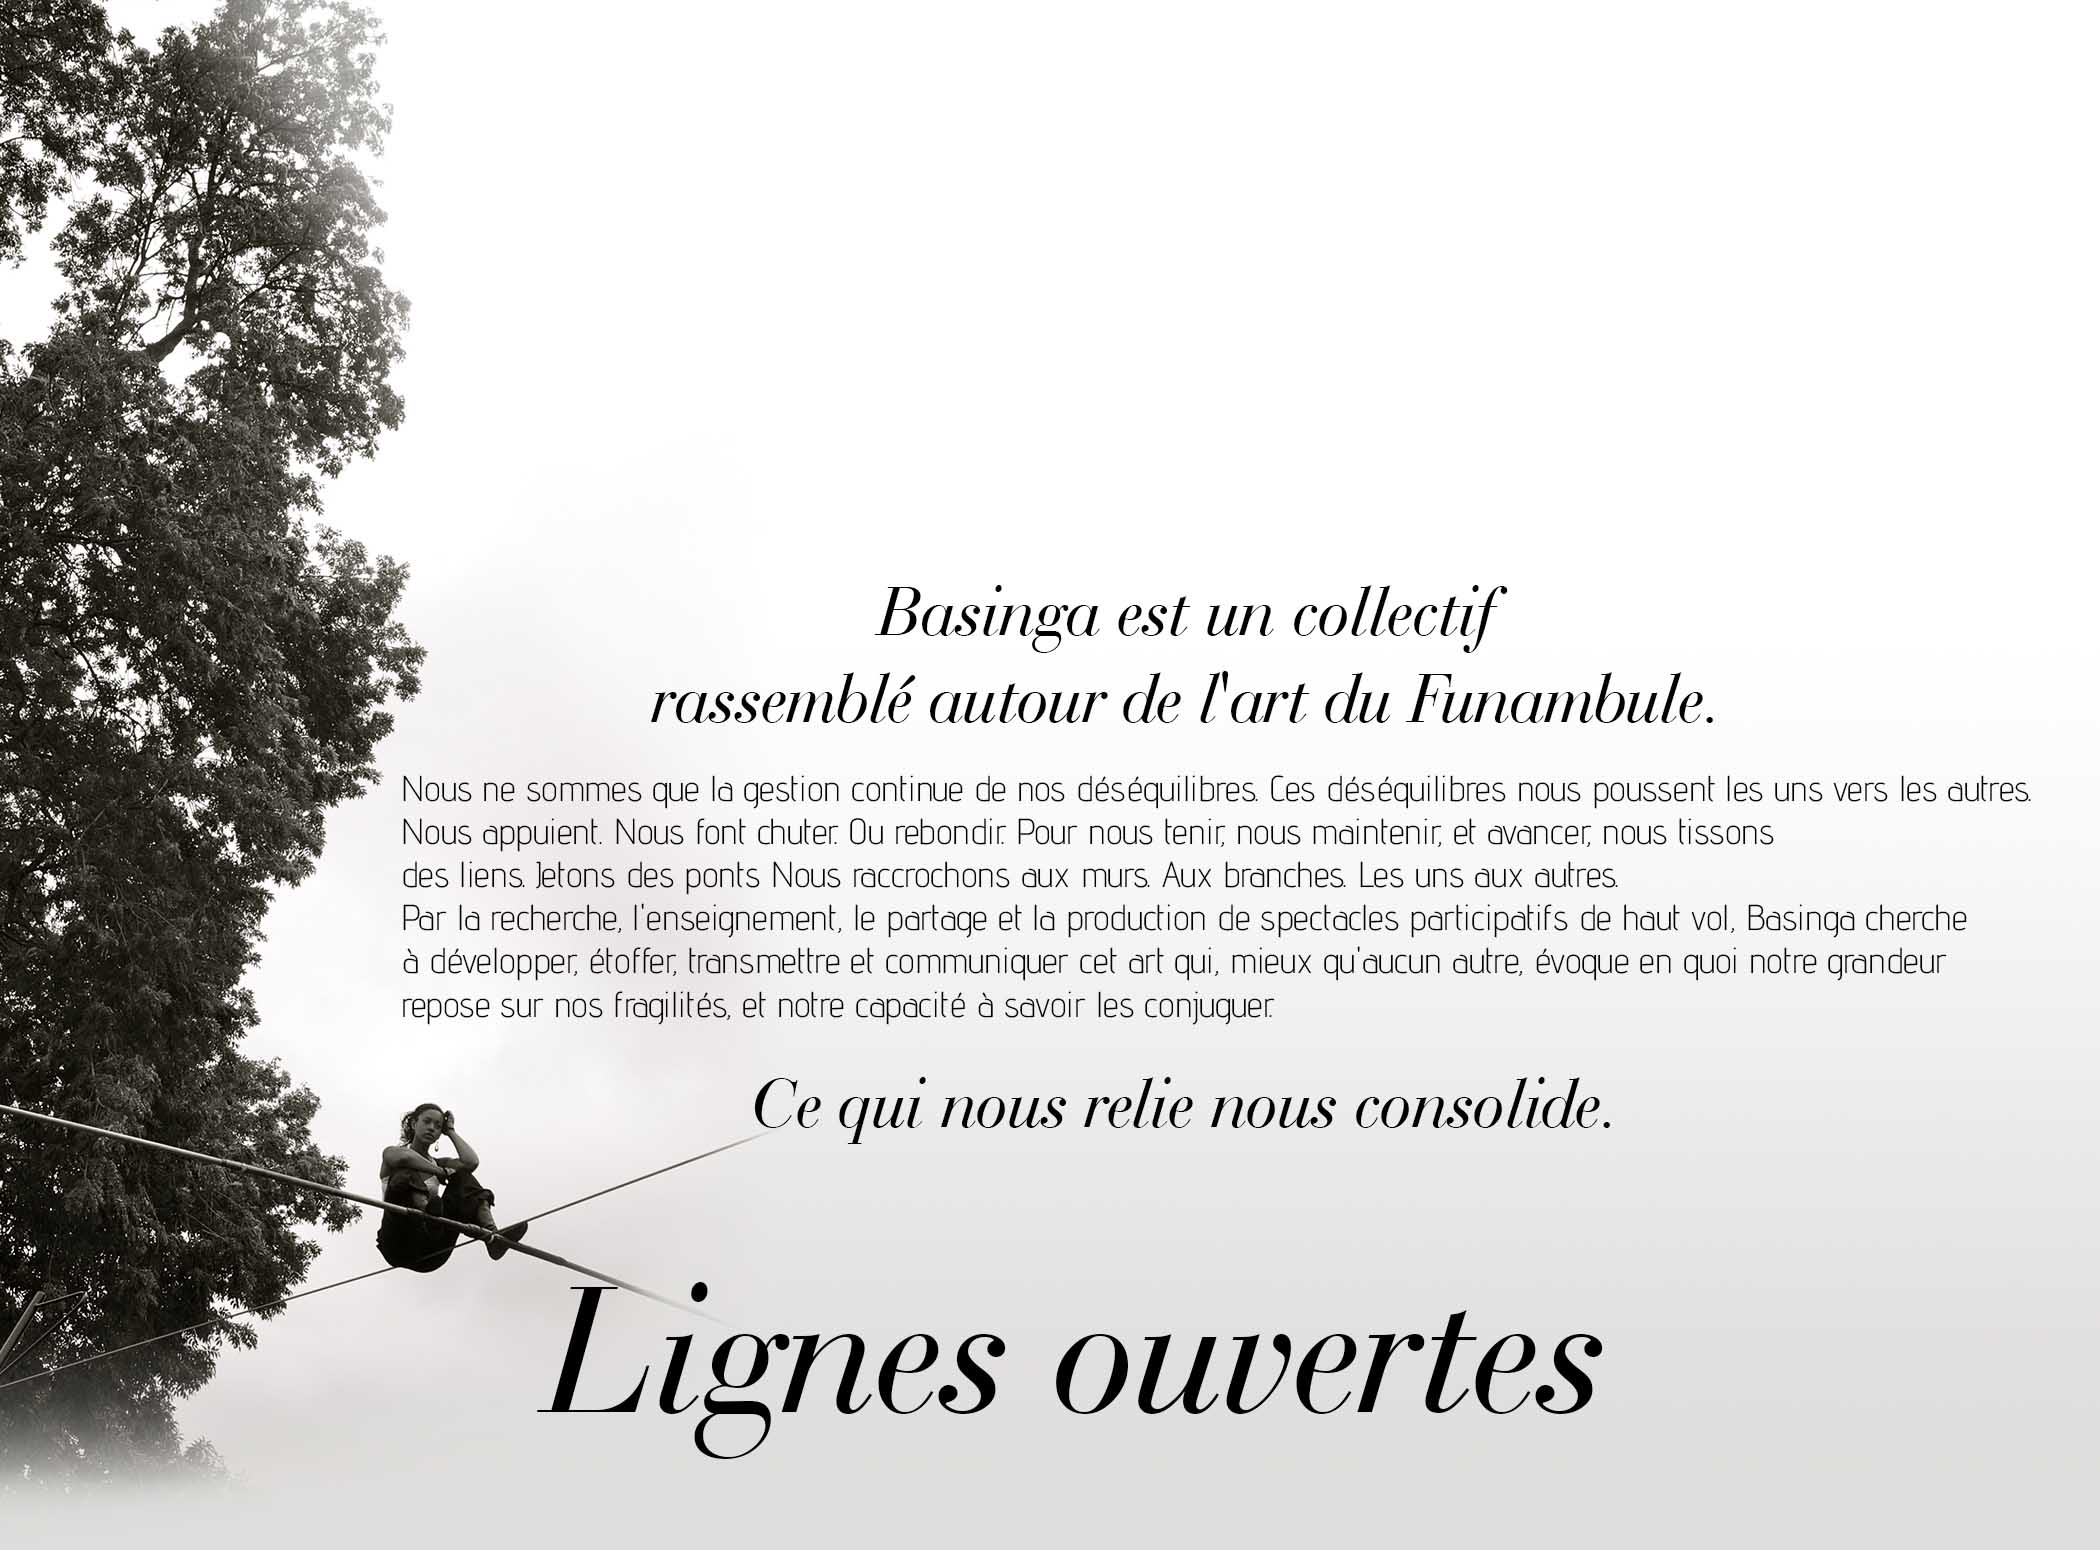 Basinga est un collectif
rassemblé autour de l'art du Funambule.
Nous ne sommes que la gestion continue de nos déséquilibres. Ces déséquilibres nous poussent les uns vers les autres.
Nous appuient. Nous font chuter. Ou rebondir. Pour nous tenir, nous maintenir, et avancer, nous tissons
des liens. Jetons des ponts Nous raccrochons aux murs. Aux branches. Les uns aux autres.
Par la recherche, l'enseignement, le partage et la production de spectacles participatifs de haut vol, Basinga cherche
à développer, étoffer, transmettre et communiquer cet art qui, mieux qu'aucun autre, évoque en quoi notre grandeur
repose sur nos fragilités, et notre capacité à savoir les conjuguer.
Ce qui nous relie nous consolide.
Lignes ouvertes